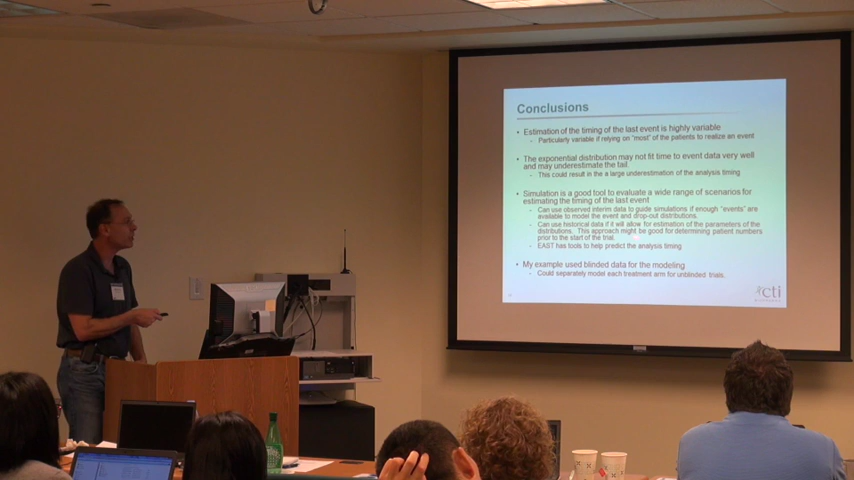 Conclusions
• Estimation of the timing of the last event is highly variable
- Particularly variable if relying on "most" of the patients to realize an event
• The exponential distribution may not fit time to event data very well
and may underestimate the tail.
- This could result in the a large underestimation of the analysis timing
• Simulation is a good tool to evaluate a wide range of scenarios for
estimating the timing of the last event
- Can use observed interim data to guide simulations if enough "events" are
available to model the event and drop-out distributions.
- Can use historical data if it will allow for estimation of the parameters of the
distributions. This approach might be good for determining patient numbers
prior to the start of the trial.
- EAST has tools to help predict the analysis timing
• My example used blinded data for the modeling
- Could separately model each treatment arm for unblinded trials.
cti